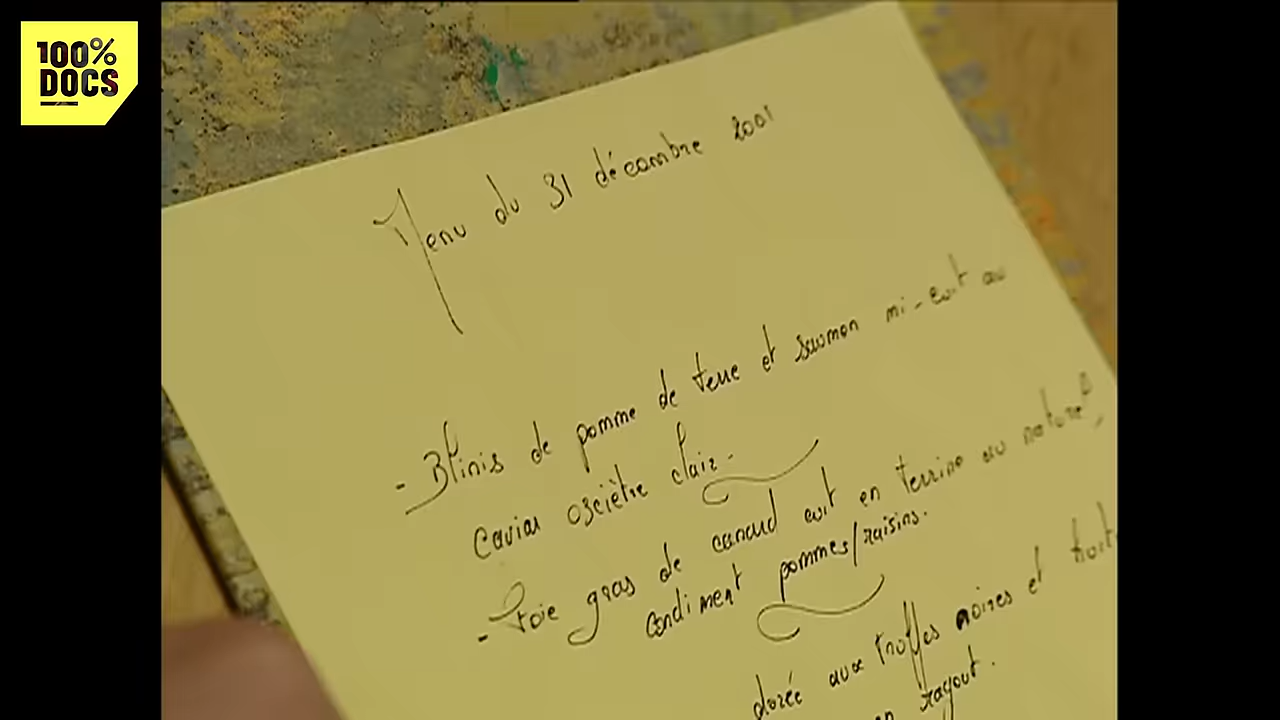 100%
DOCS
Menu du 31 décembre 2001
- Blinis de pomme de terre et saumon mi-cuit au
caviar osciètre clair.
- Foie gras de canard cuit en terrine au naturel,
condiment pommes/raisins.
dorée aux truffes noires et
en ragout.